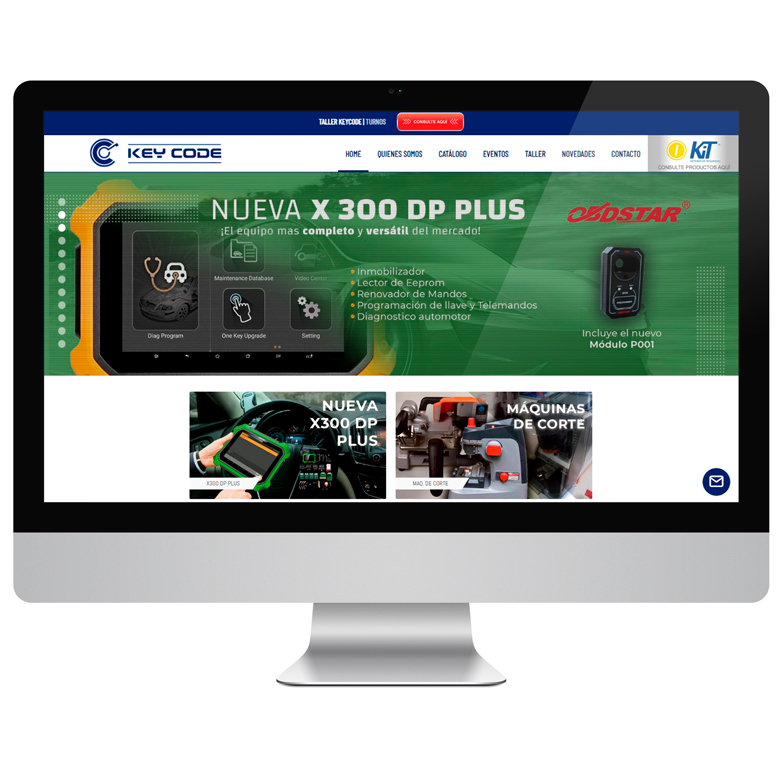 TALLER KEYCODE | TURNOS
CONSULTE AQUÍ
KEY CODE
HOME QUIENES SOMOS CATÁLOGO EVENTOS TALLER NOVEDADES CONTACTO
KiT
CONSULTE PRODUCTOS AQUÍ
NUEVA X 300 DP PLUS
OBDSTAR®
¡El equipo mas completo y versátil del mercado!
Maintenance Database
Diag Program
One Key Upgrade
Setting
Inmobilizador
Lector de Eeprom
Renovador de Mandos
Programación de llave y Telemandos
Diagnostico automotor
Incluye el nuevo
Módulo P001
NUEVA
X300 DP
PLUS
X300 DP PLUS
MÁQUINAS
DE CORTE
MAQ. DE CORTE